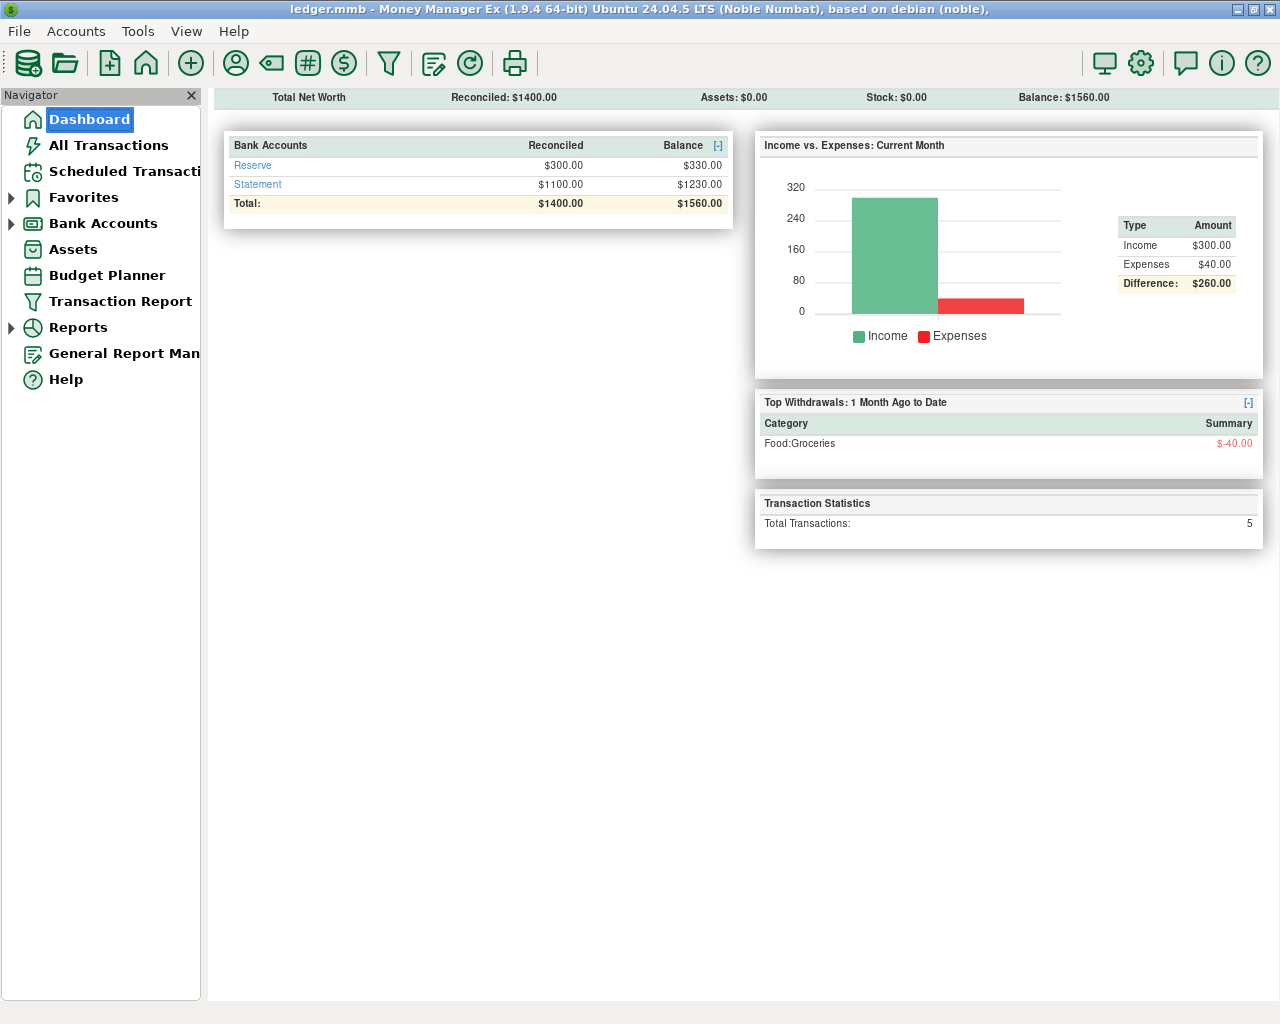 ledger.mmb - Money Manager Ex (1.9.4 64-bit) Ubuntu 24.04.5 LTS (Noble Numbat), based on debian (noble),
File Accounts Tools View Help
Navigator
Dashboard
All Transactions
Scheduled Transacti
Favorites
Bank Accounts
Assets
Budget Planner
Transaction Report
Reports
General Report Man
Help
Total Net Worth Reconciled: $1400.00 Assets: $0.00 Stock: $0.00 Balance: $1560.00
Bank Accounts Reconciled Balance [-]
Reserve $300.00 $330.00
Statement $1100.00 $1230.00
Total: $1400.00 $1560.00
Income vs. Expenses: Current Month
320
240
160
80
0
Income Expenses
Type Amount
Income $300.00
Expenses $40.00
Difference: $260.00
Top Withdrawals: 1 Month Ago to Date [-]
Category Summary
Food:Groceries $-40.00
Transaction Statistics
Total Transactions: 5